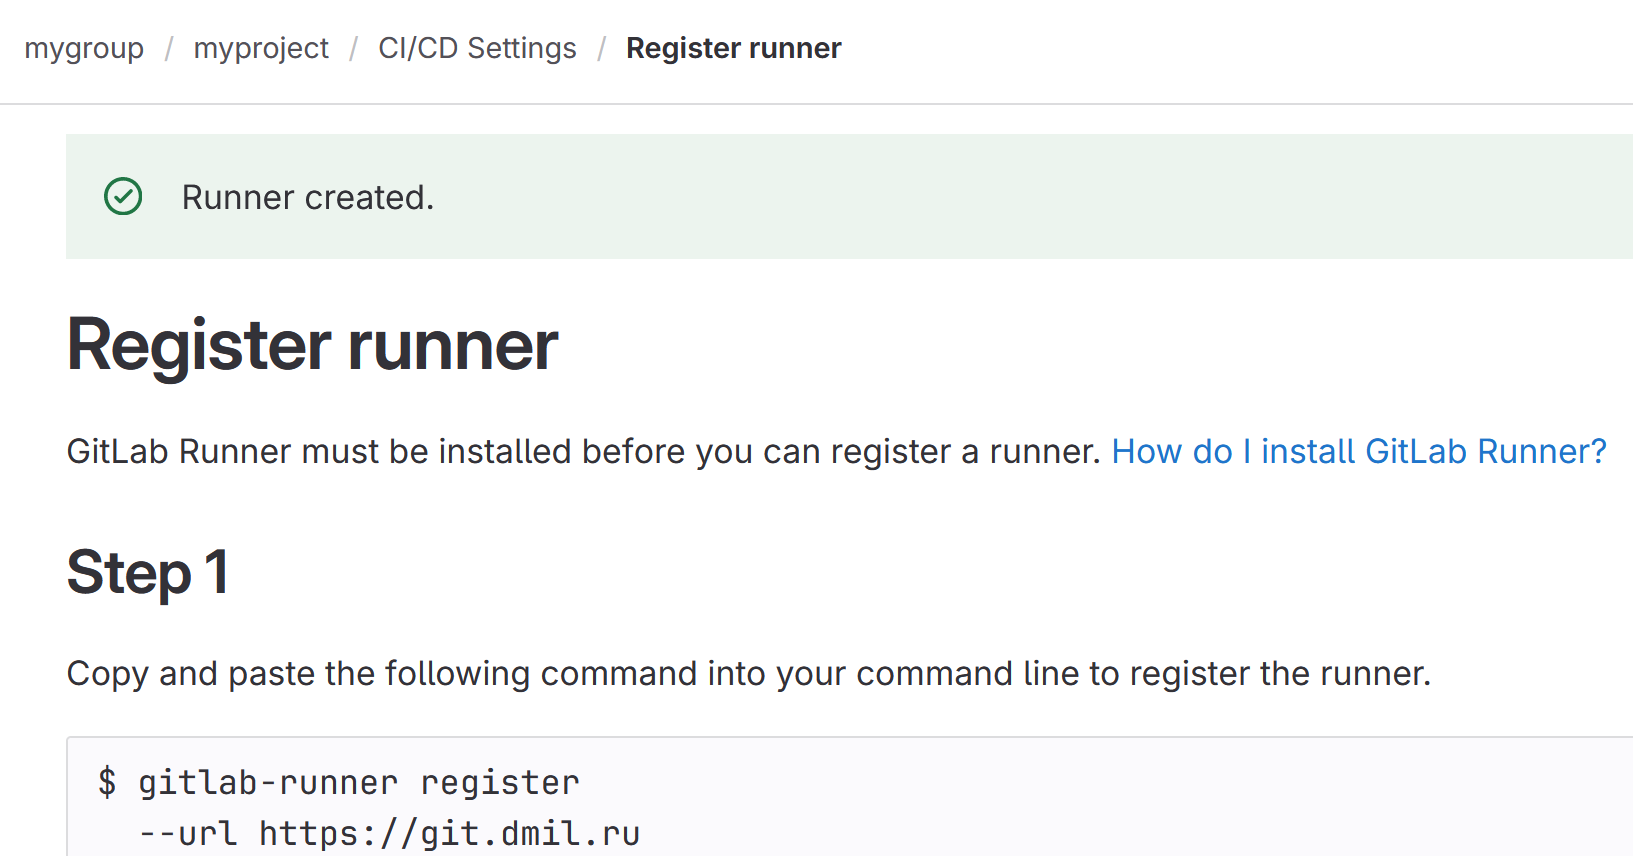 mygroup / myproject / CI/CD Settings / Register runner
Runner created.
Register runner
GitLab Runner must be installed before you can register a runner. How do I install GitLab Runner?
Step 1
Copy and paste the following command into your command line to register the runner.
$ gitlab-runner register
--url https://git.dmil.ru